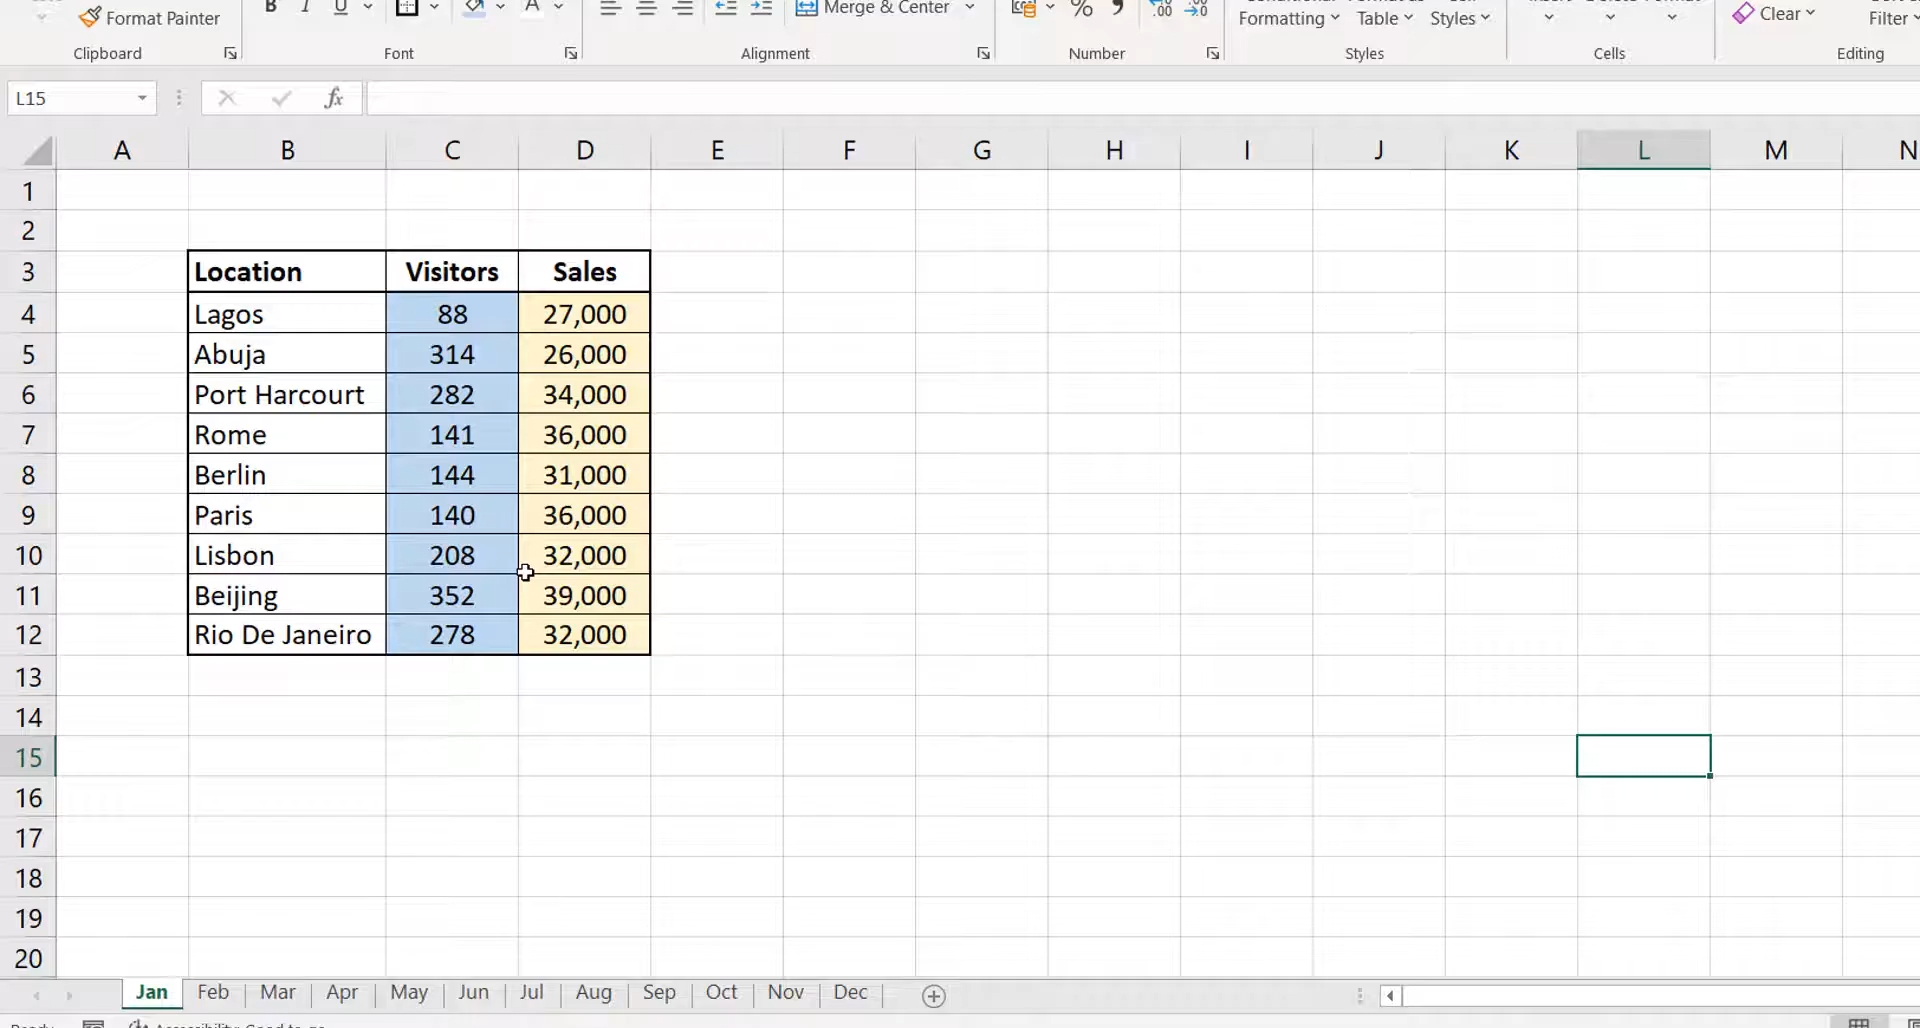 Format Painter
B I U A
Merge & Center
% 9 .00 .00
Formatting Table Styles
Clear
Filter
Clipboard Font Alignment Number Styles Cells Editing
L15 fx
A B C D E F G H I J K L M N
1
2
3 Location Visitors Sales
4 Lagos 88 27,000
5 Abuja 314 26,000
6 Port Harcourt 282 34,000
7 Rome 141 36,000
8 Berlin 144 31,000
9 Paris 140 36,000
10 Lisbon 208 32,000
11 Beijing 352 39,000
12 Rio De Janeiro 278 32,000
13
14
15
16
17
18
19
20
Jan Feb Mar Apr May Jun Jul Aug Sep Oct Nov Dec